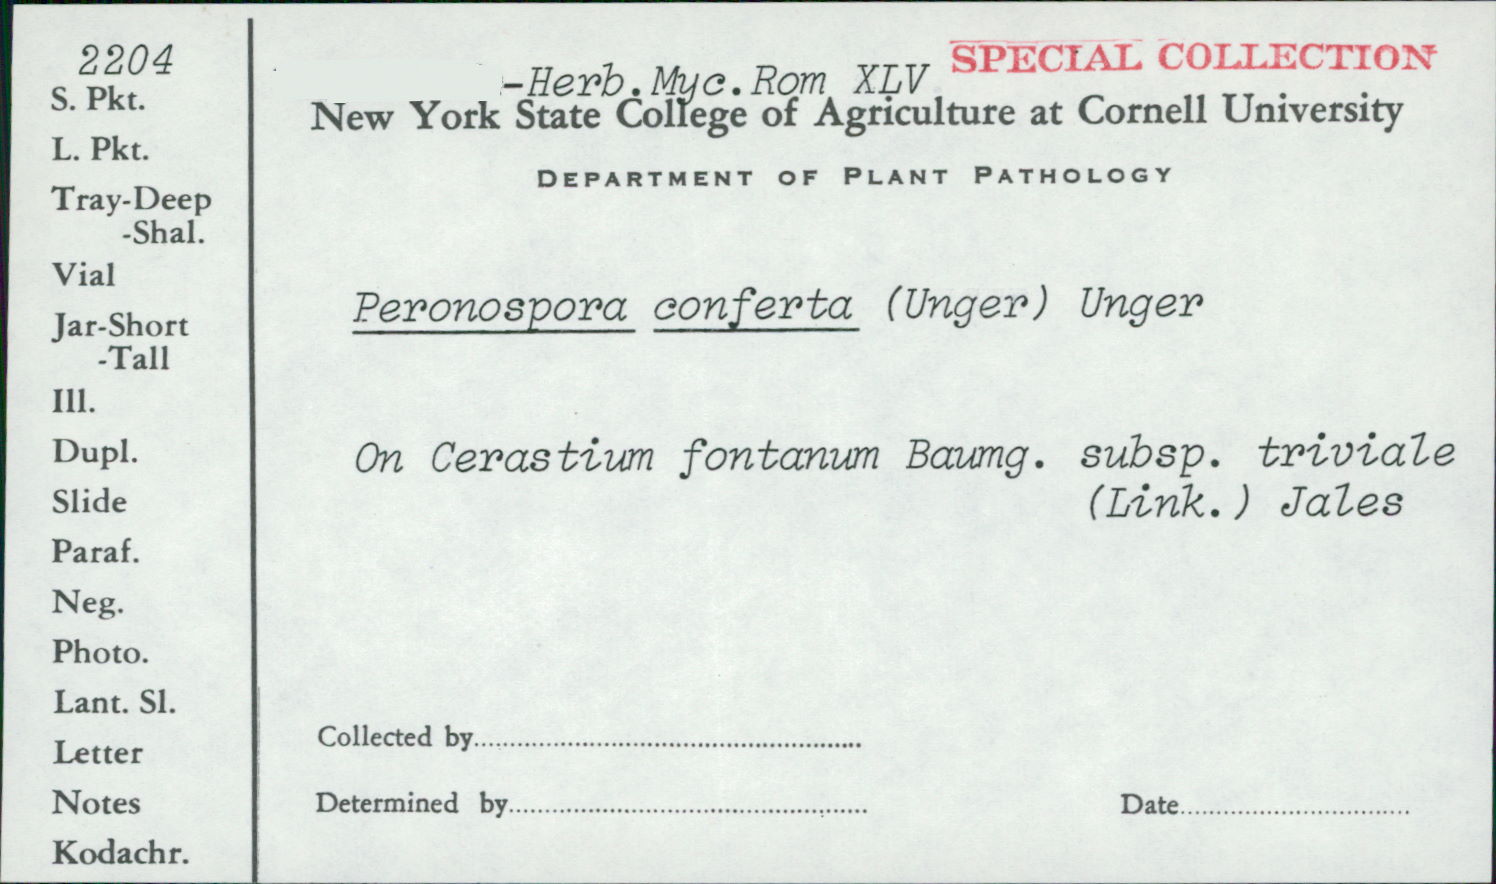 2204
S. Pkt.
L. Pkt.
Tray-Deep
-Shal.
Vial
Jar-Short
-Tall
Ill.
Dupl.
Slide
Paraf.
Neg.
Photo.
Lant. Sl.
Letter
Notes
Kodachr.
SPECIAL COLLECTION
-Herb.Myc.Rom XLV
New York State College of Agriculture at Cornell University
DEPARTMENT OF PLANT PATHOLOGY
Peronospora conferta (Unger) Unger
On Cerastium fontanum Baumg. subsp. triviale
(Link.) Jales
Collected by
Determined by
Date